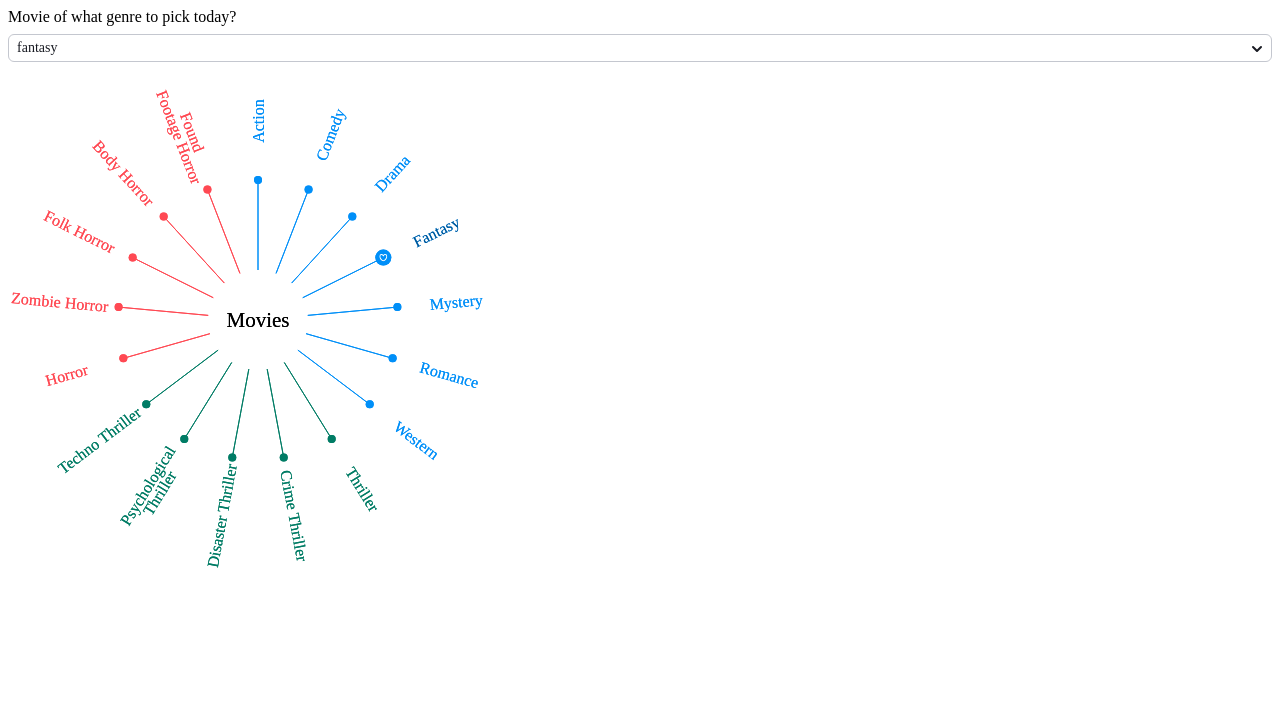 Movie of what genre to pick today?
fantasy
Action
Comedy
Drama
Fantasy
Mystery
Romance
Western
Thriller
Crime Thriller
Disaster Thriller
Psychological
Thriller
Techno Thriller
Horror
Zombie Horror
Folk Horror
Body Horror
Found
Footage Horror
Movies